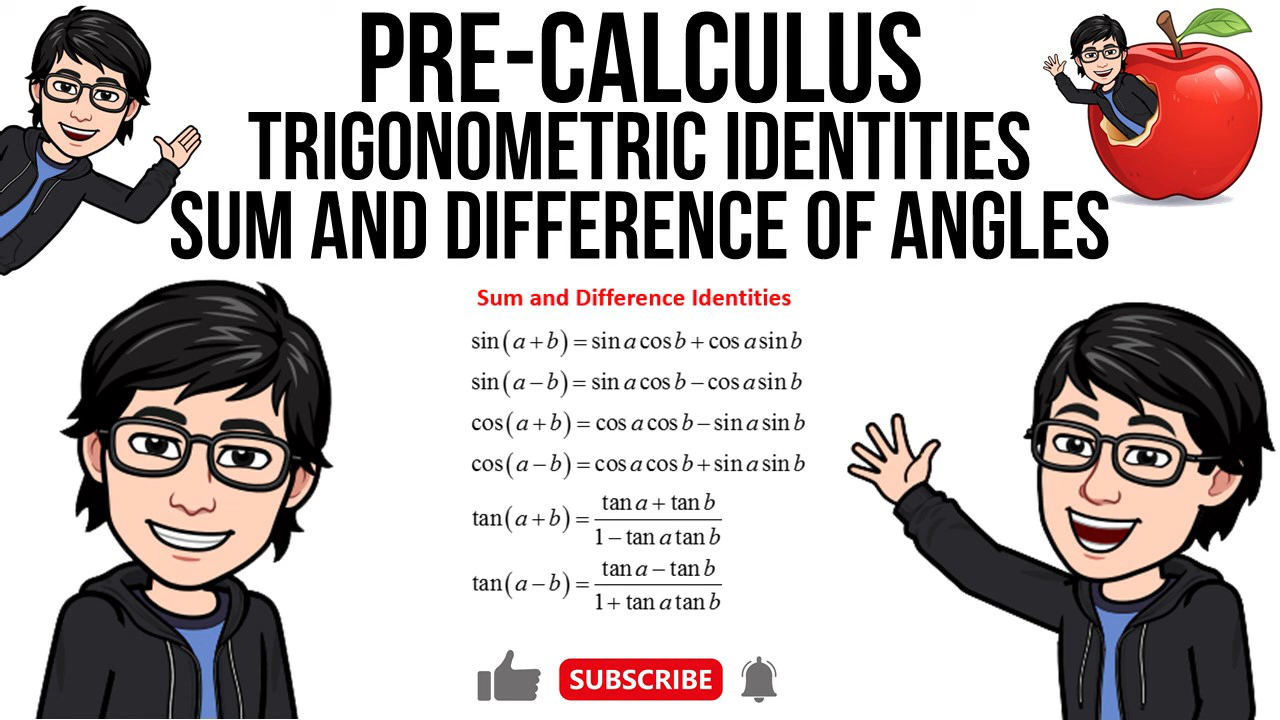 PRE-CALCULUS
TRIGONOMETRIC IDENTITIES
SUM AND DIFFERENCE OF ANGLES
Sum and Difference Identities
sin(a+b)=sin a cos b+cos a sin b
sin(a−b)=sin a cos b−cos a sin b
cos(a+b)=cos a cos b−sin a sin b
cos(a−b)=cos a cos b+sin a sin b
tan(a+b)=(tan a+tan b)/(1−tan a tan b)
tan(a−b)=(tan a−tan b)/(1+tan a tan b)
SUBSCRIBE